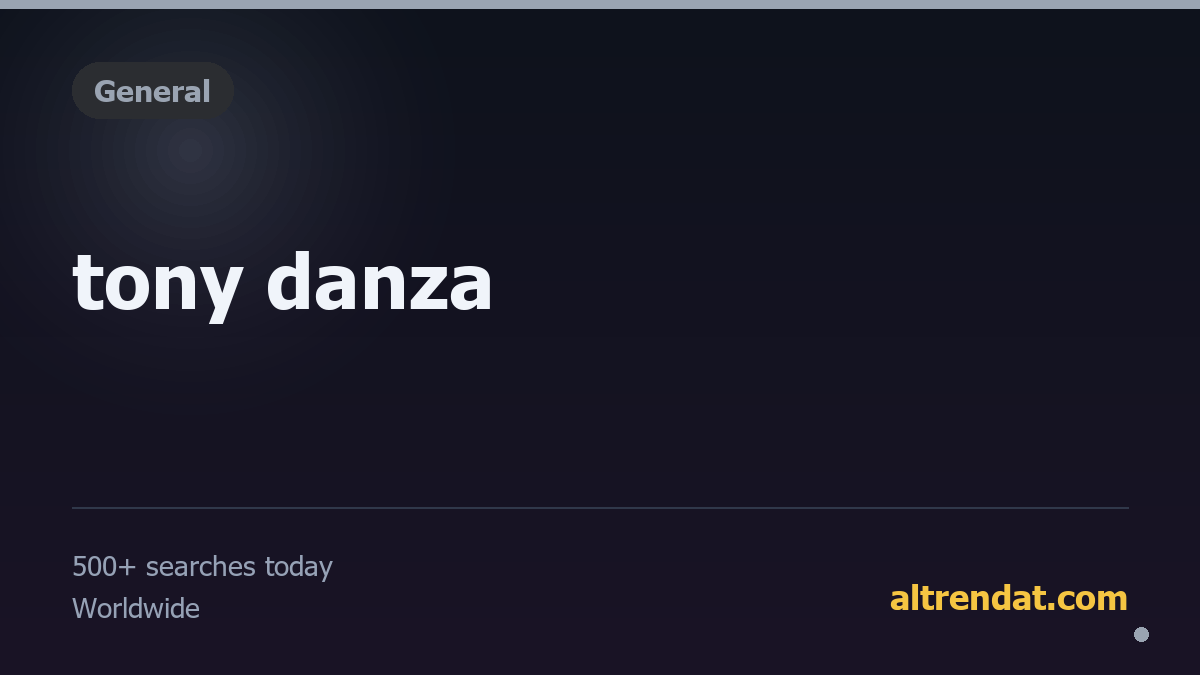 General
tony danza
500+ searches today
Worldwide
altrendat.com